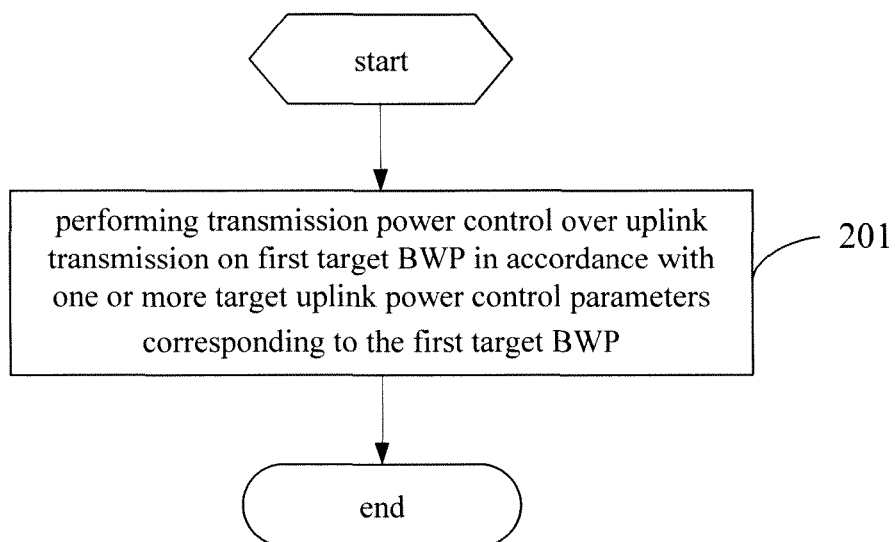 start
performing transmission power control over uplink
transmission on first target BWP in accordance with
one or more target uplink power control parameters
corresponding to the first target BWP
201
end